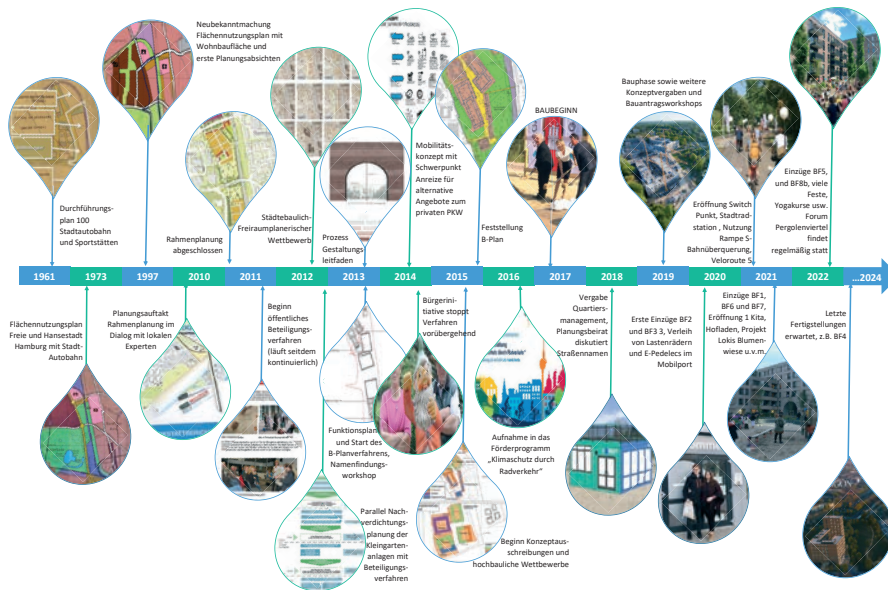 Neubekanntmachung
Flächennutzungsplan mit
Wohnbaufläche und
erste Planungsabsichten
Durchführungs-
plan 100
Stadtautobahn
und Sportstätten
Rahmenplanung
abgeschlossen
Städtebaulich-
Freiraumplanerischer
Wettbewerb
Prozess
Gestaltungs
leitfaden
Mobilitäts
konzept mit
Schwerpunkt
Anreize für
alternative
Angebote zum
privaten PKW
Feststellung
B-Plan
BAUBEGINN
Bauphase sowie weitere
Konzeptvergaben und
Bauantragsworkshops
Eröffnung Switch
Punkt, Stadtrad-
station , Nutzung
Rampe S-
Bahnüberquerung,
Veloroute 5
Einzüge BF5,
und BF8b, viele
Feste,
Yogakurse usw.
Forum
Pergolenviertel
findet
regelmäßig statt
1961 1973 1997 2010 2011 2012 2013 2014 2015 2016 2017 2018 2019 2020 2021 2022 ...2024
Flächennutzungsplan
Freie und Hansestadt
Hamburg mit Stadt-
Autobahn
Planungsauftakt
Rahmenplanung im
Dialog mit lokalen
Experten
Beginn
öffentliches
Beteiligungs-
verfahren
(läuft seitdem
kontinuierlich)
Parallel Nach-
verdichtungs-
planung der
Kleingarten-
anlagen mit
Beteiligungs-
verfahren
Funktionsplan
und Start des
B-Planverfahrens,
Namenfindungs-
workshop
Bürgerini-
itiative stoppt
Verfahren
vorübergehend
Beginn Konzeptaus-
schreibungen und
hochbauliche Wettbewerbe
Aufnahme in das
Förderprogramm
„Klimaschutz durch
Radverkehr"
Vergabe
Quartiers-
management,
Planungsbeirat
diskutiert
Straßennamen
Erste Einzüge BF2
und BF3 3, Verleih
von Lastenrädern
und E-Pedelecs im
Mobilport
Einzüge BF1,
BF6 und BF7,
Eröffnung 1 Kita,
Hofladen, Projekt
Lokis Blumen-
wiese u.v.m.
Letzte
Fertigstellungen
erwartet, z.B. BF4